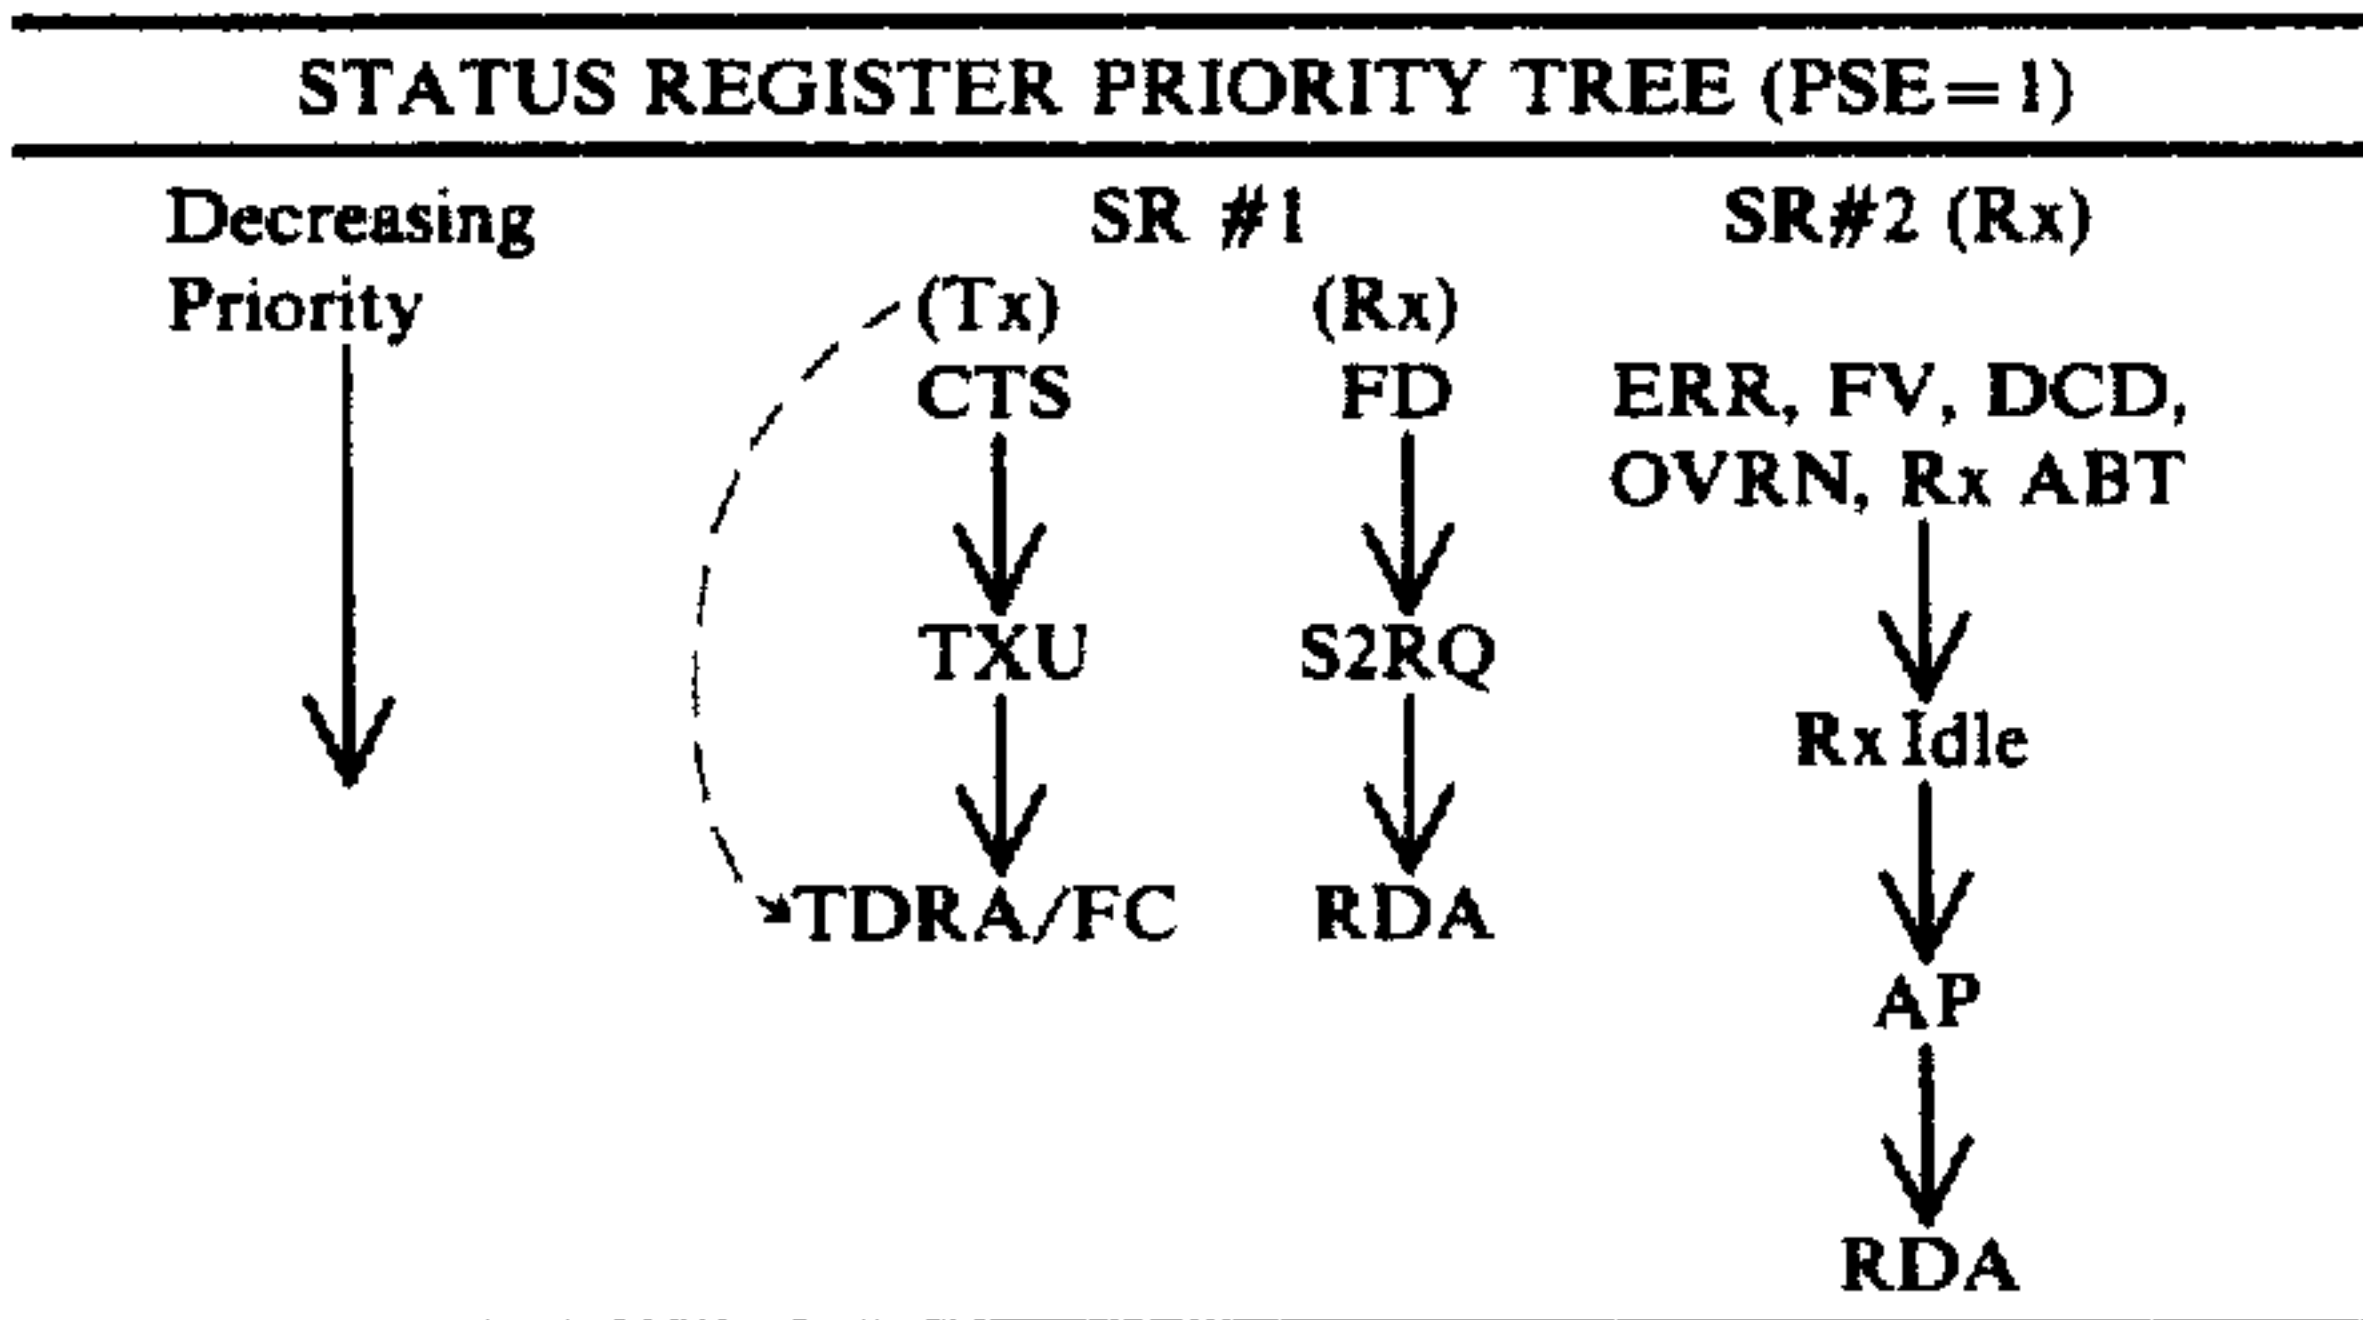 STATUS REGISTER PRIORITY TREE (PSE=1)
Decreasing SR #1 SR#2 (Rx)
Priority (Tx) (Rx)
CTS FD ERR, FV, DCD,
OVRN, Rx ABT
TXU S2RQ
Rx Idle
TDRA/FC RDA
AP
RDA